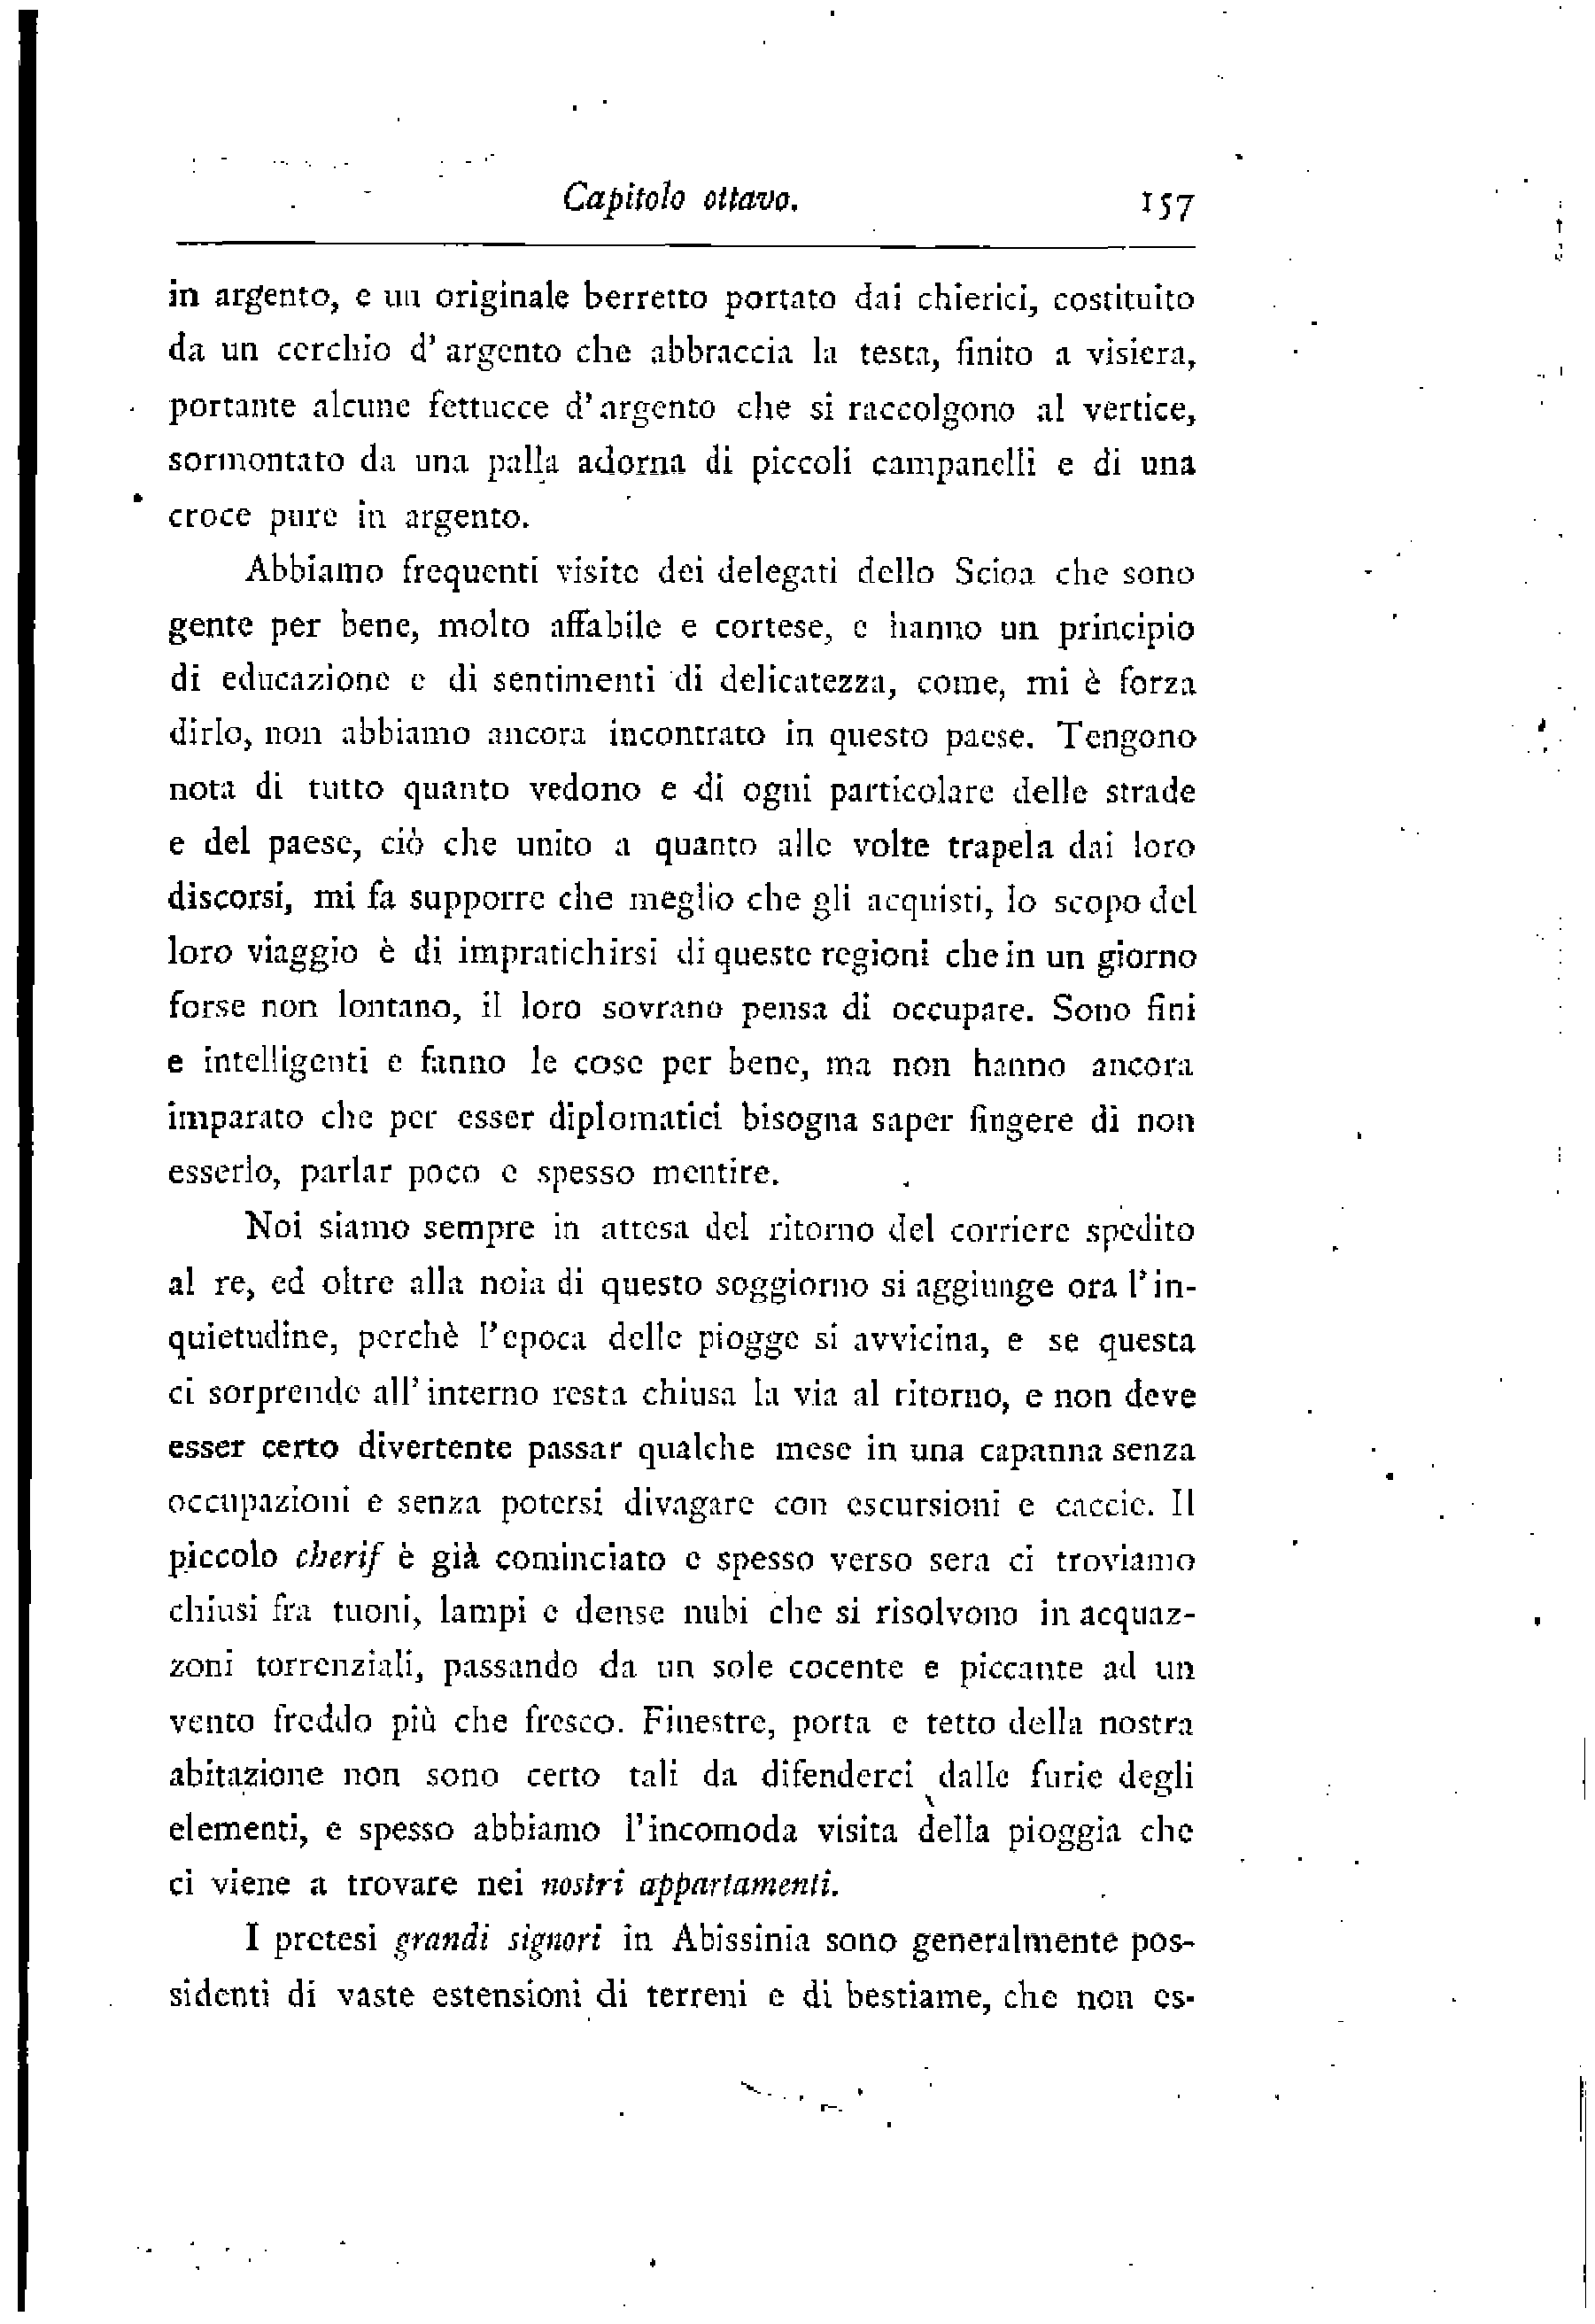 Capitolo ottavo. 157
in argento, e un originale berretto portato dai chierici, costituito
da un cerchio d' argento che abbraccia la testa, finito a visiera,
portante alcune fettucce d' argento che si raccolgono al vertice,
sormontato da una palla adorna di piccoli campanelli e di una
croce pure in argento.
Abbiamo frequenti visite dei delegati dello Scioa che sono
gente per bene, molto affabile e cortese, e hanno un principio
di educazione e di sentimenti di delicatezza, come, mi è forza
dirlo, non abbiamo ancora incontrato in questo paese. Tengono
nota di tutto quanto vedono e di ogni particolare delle strade
e del paese, ciò che unito a quanto alle volte trapela dai loro
discorsi, mi fa supporre che meglio che gli acquisti, lo scopo del
loro viaggio è di impratichirsi di queste regioni che in un giorno
forse non lontano, il loro sovrano pensa di occupare. Sono fini
e intelligenti e fanno le cose per bene, ma non hanno ancora
imparato che per esser diplomatici bisogna saper fingere di non
esserlo, parlar poco e spesso mentire.
Noi siamo sempre in attesa del ritorno del corriere spedito
al re, ed oltre alla noia di questo soggiorno si aggiunge ora l' in-
quietudine, perchè l'epoca delle piogge si avvicina, e se questa
ci sorprende all' interno resta chiusa la via al ritorno, e non deve
esser certo divertente passar qualche mese in una capanna senza
occupazioni e senza potersi divagare con escursioni e caccie. Il
piccolo cherif è già cominciato e spesso verso sera ci troviamo
chiusi fra tuoni, lampi e dense nubi che si risolvono in acquaz-
zoni torrenziali, passando da un sole cocente e piccante ad un
vento freddo più che fresco. Finestre, porta e tetto della nostra
abitazione non sono certo tali da difenderci dalle furie degli
elementi, e spesso abbiamo l'incomoda visita della pioggia che
ci viene a trovare nei nostri appartamenti.
I pretesi grandi signori in Abissinia sono generalmente pos-
sidenti di vaste estensioni di terreni e di bestiame, che non es-